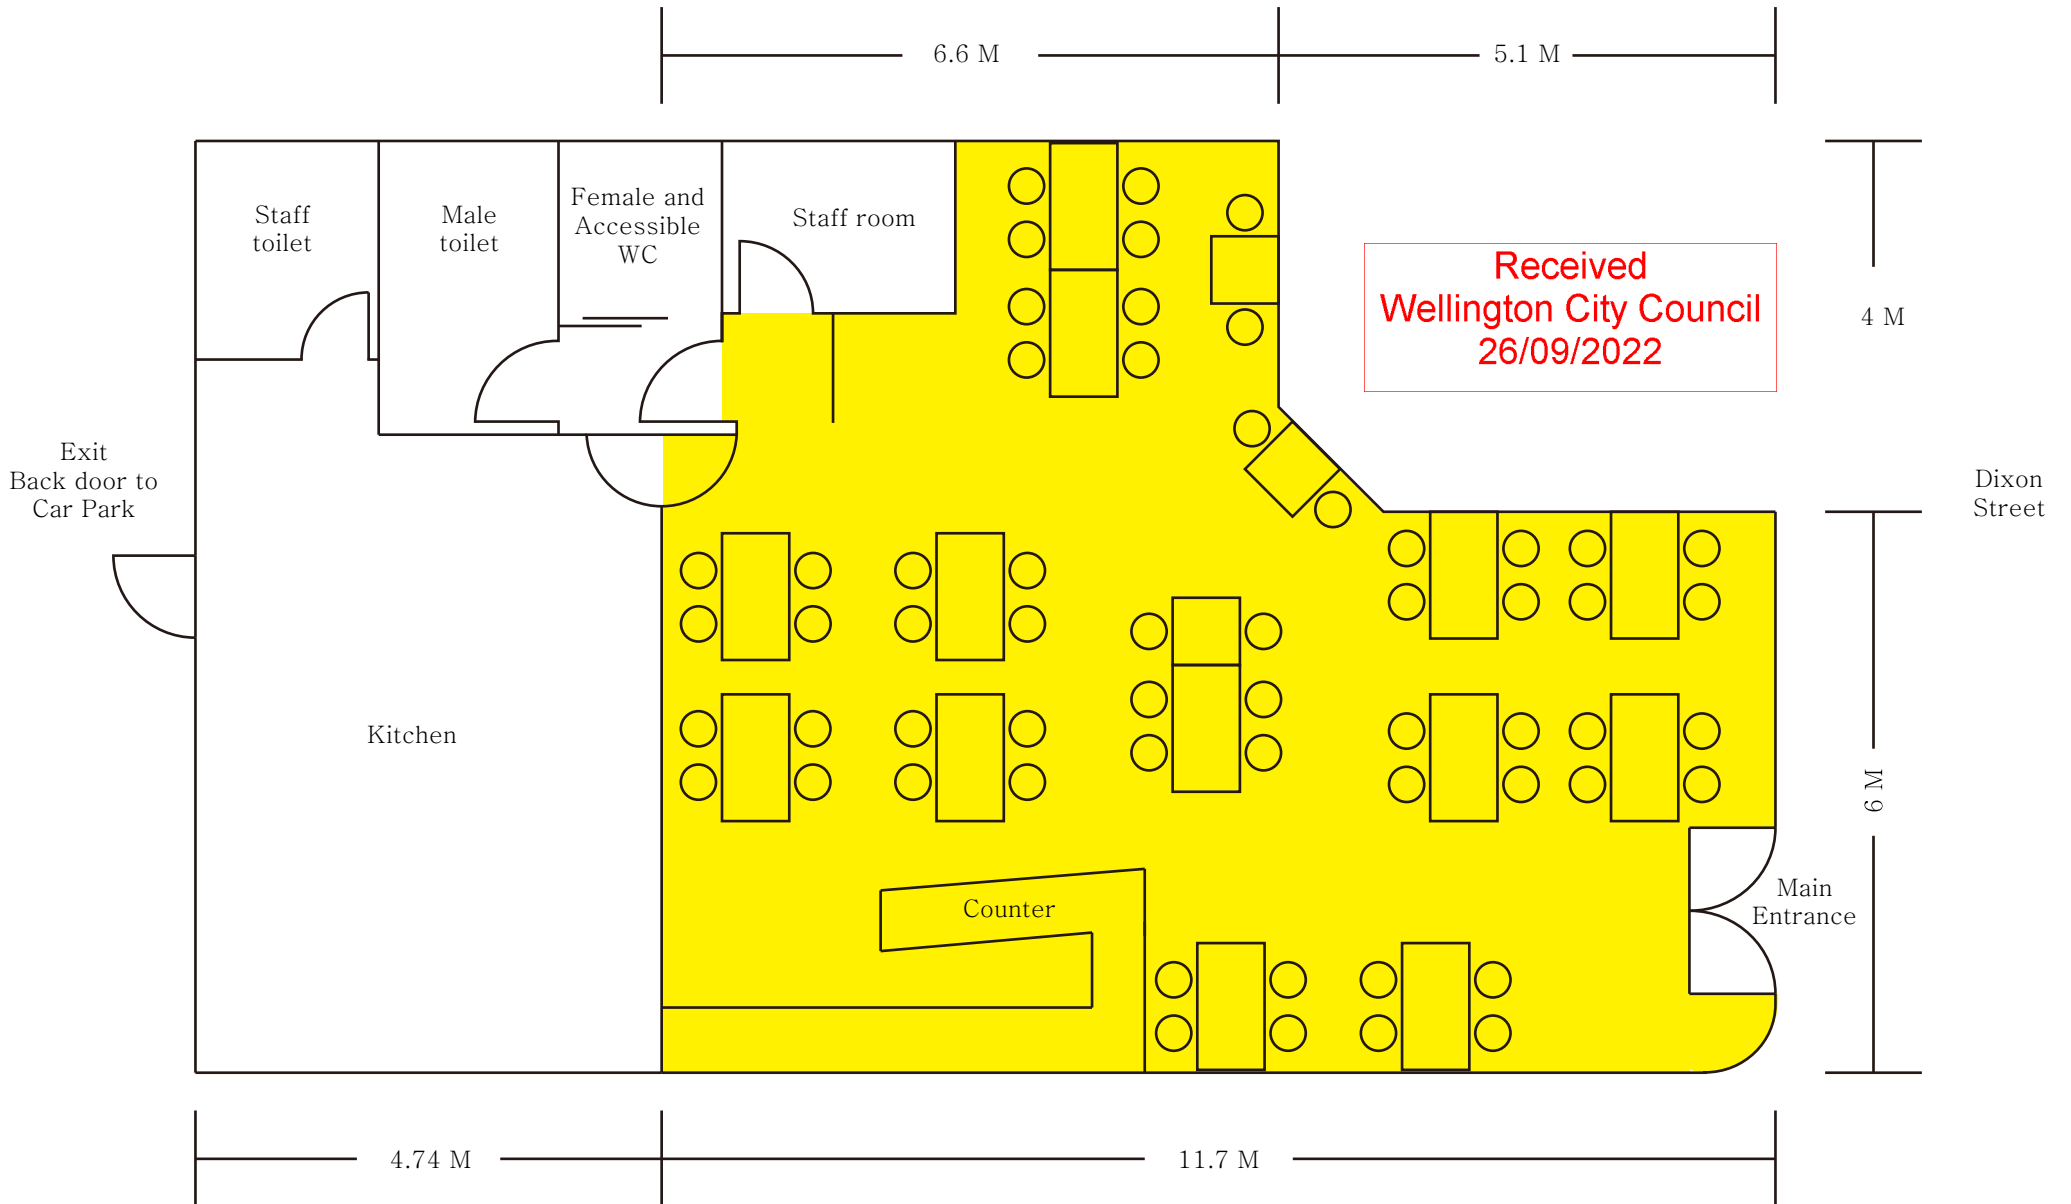 6.6 M
5.1 M
Staff
toilet
Male
toilet
Female and
Accessible
WC
Staff room
Received
Wellington City Council
26/09/2022
4 M
Exit
Back door to
Car Park
Dixon
Street
Kitchen
6 M
Counter
Main
Entrance
4.74 M
11.7 M